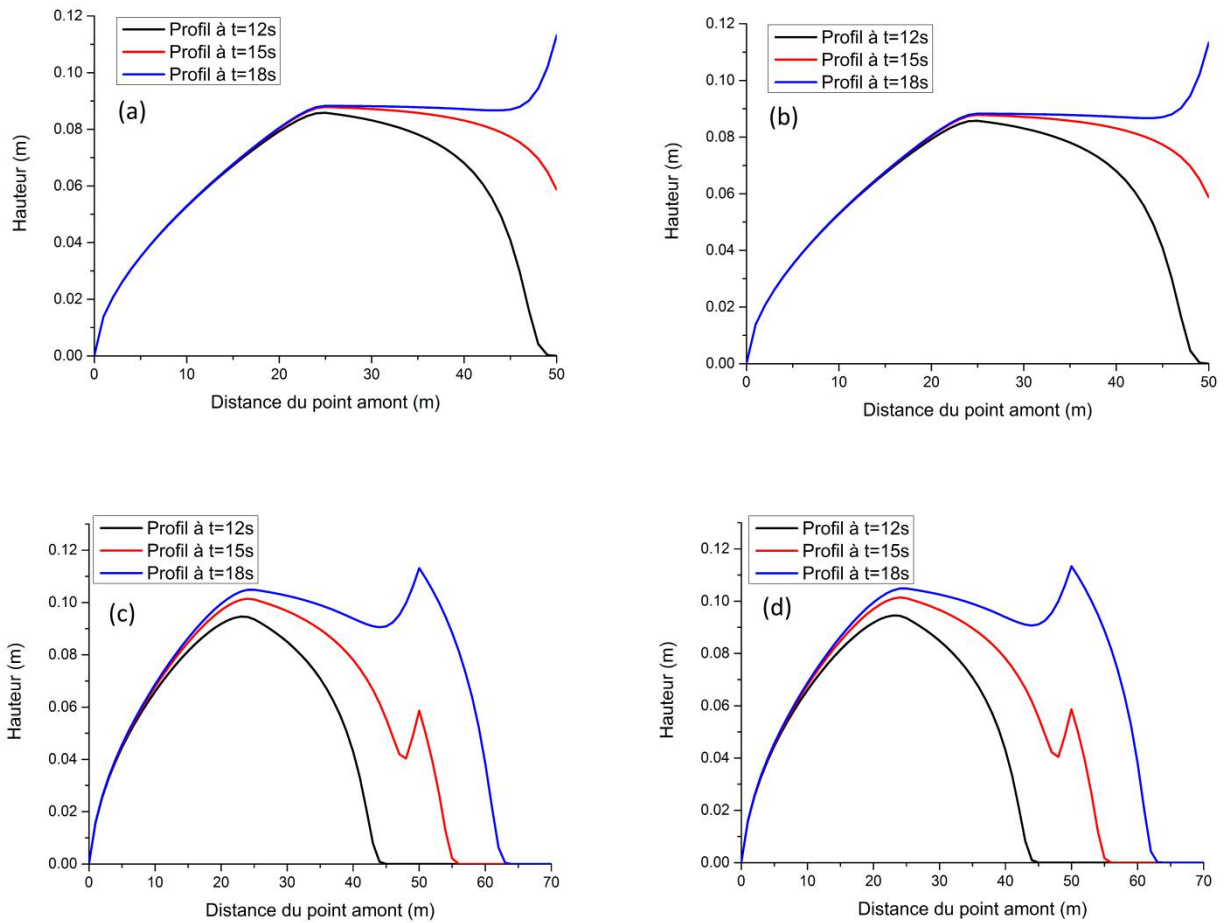 0.12
0.10
0.08
0.06
0.04
0.02
0.00
Hauteur (m)
Profil à t=12s
Profil à t=15s
Profil à t=18s
(a)
0 10 20 30 40 50
Distance du point amont (m)
0.12
0.10
0.08
0.06
0.04
0.02
0.00
Hauteur (m)
Profil à t=12s
Profil à t=15s
Profil à t=18s
(b)
0 10 20 30 40 50
Distance du point amont (m)
0.12
0.10
0.08
0.06
0.04
0.02
0.00
Hauteur (m)
Profil à t=12s
Profil à t=15s
Profil à t=18s
(c)
0 10 20 30 40 50 60 70
Distance du point amont (m)
0.12
0.10
0.08
0.06
0.04
0.02
0.00
Hauteur (m)
Profil à t=12s
Profil à t=15s
Profil à t=18s
(d)
0 10 20 30 40 50 60 70
Distance du point amont (m)